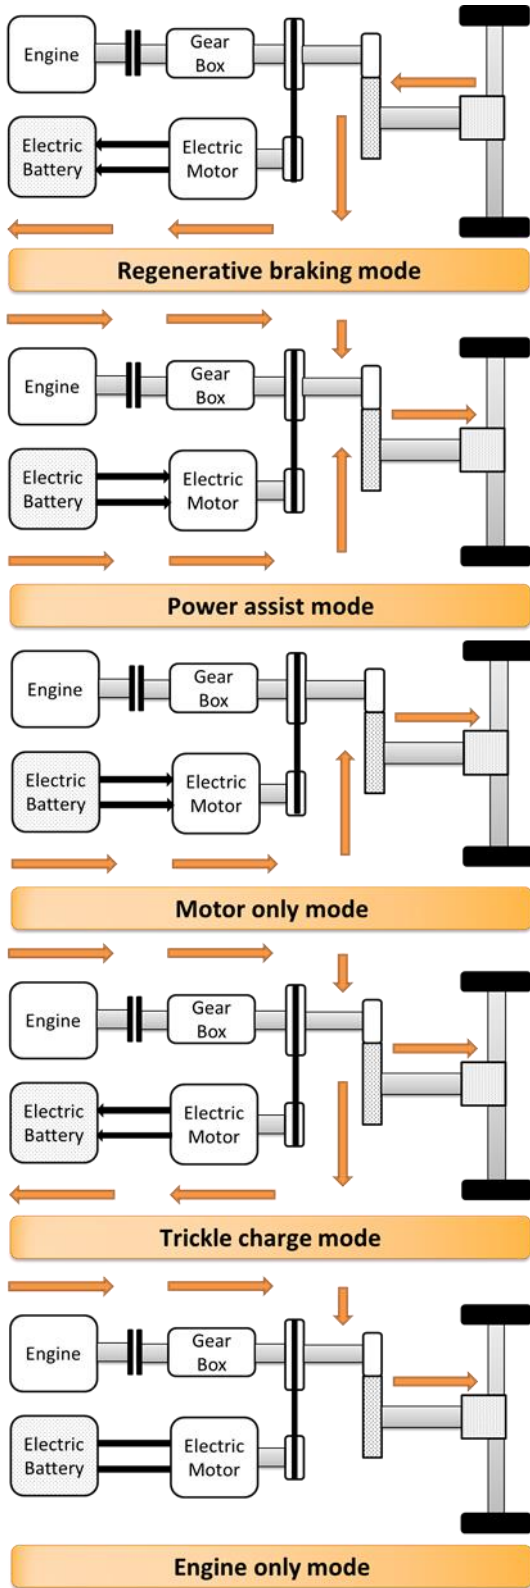 Engine
Gear
Box
Electric
Battery
Electric
Motor
Regenerative braking mode
Engine
Gear
Box
Electric
Battery
Electric
Motor
Power assist mode
Engine
Gear
Box
Electric
Battery
Electric
Motor
Motor only mode
Engine
Gear
Box
Electric
Battery
Electric
Motor
Trickle charge mode
Engine
Gear
Box
Electric
Battery
Electric
Motor
Engine only mode